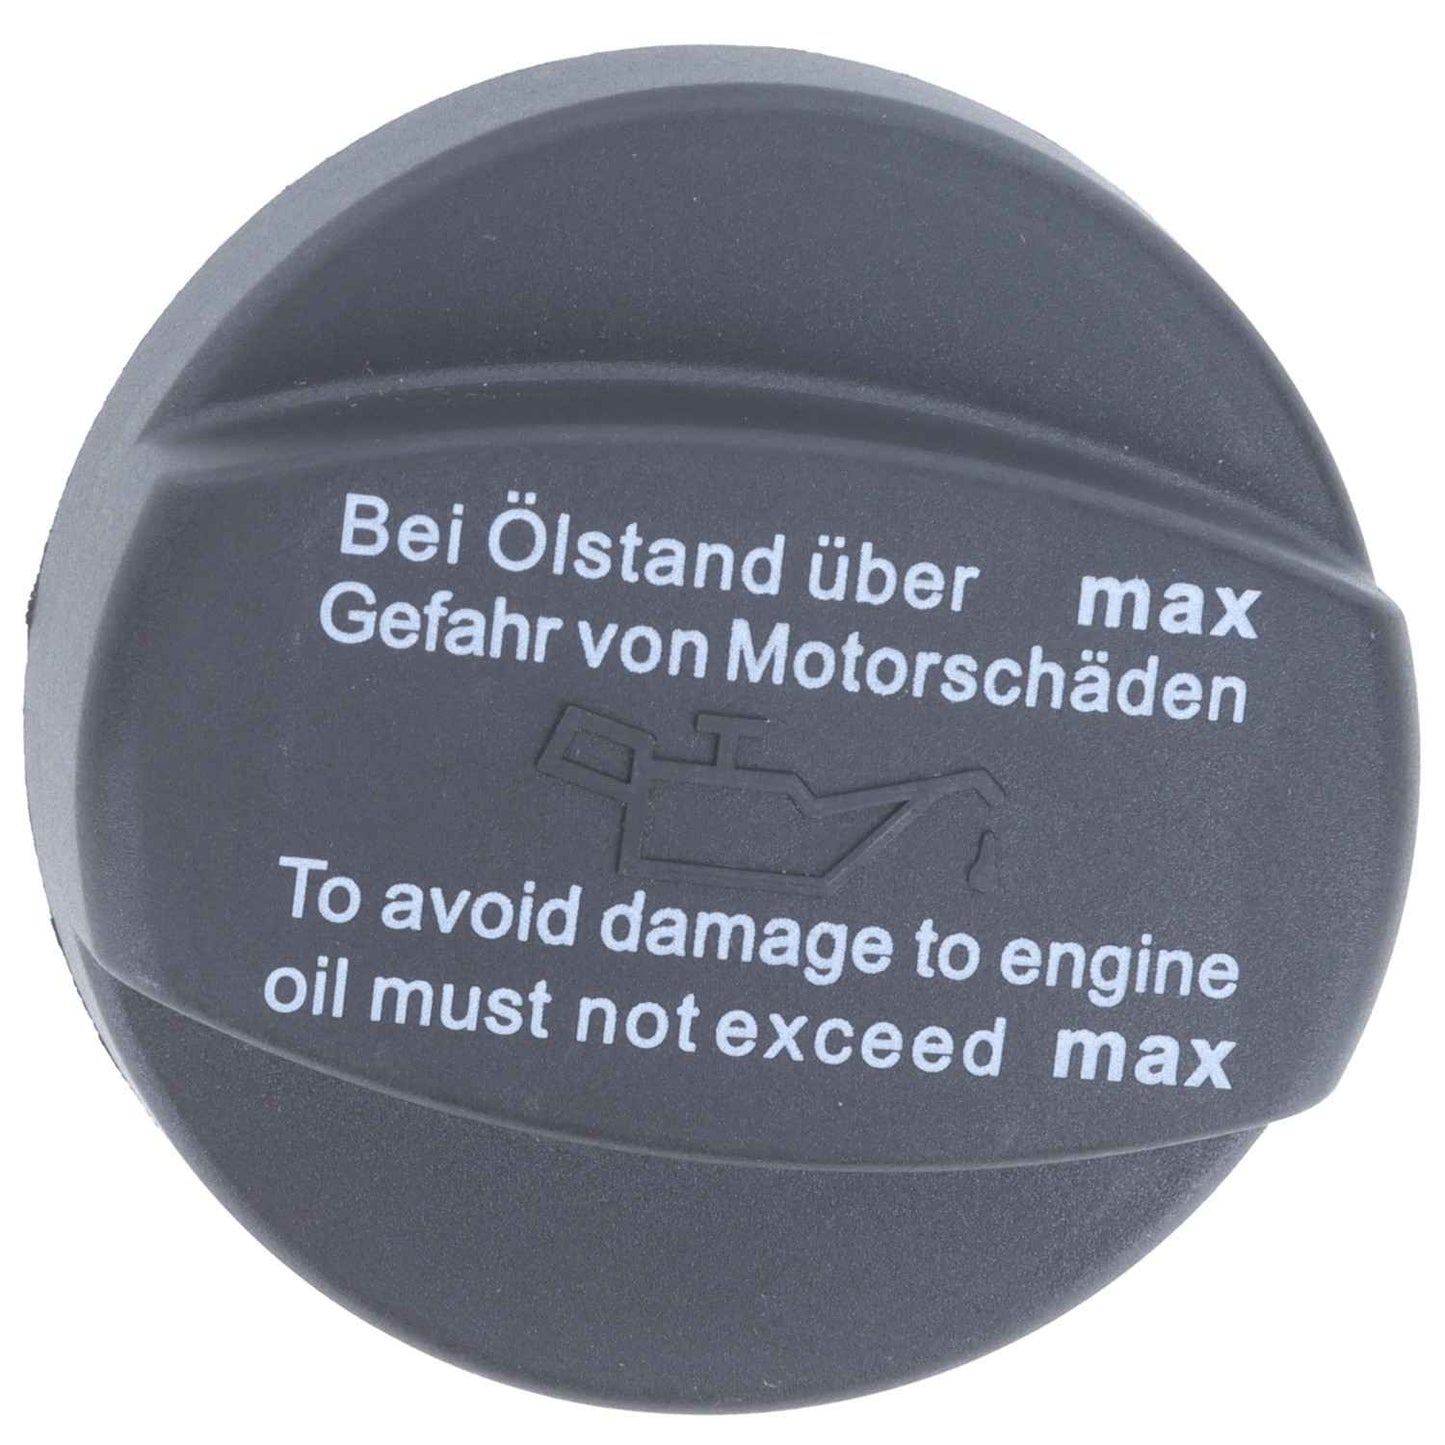 Bei Ölstand über max
Gefahr von Motorschäden
To avoid damage to engine
oil must not exceed max